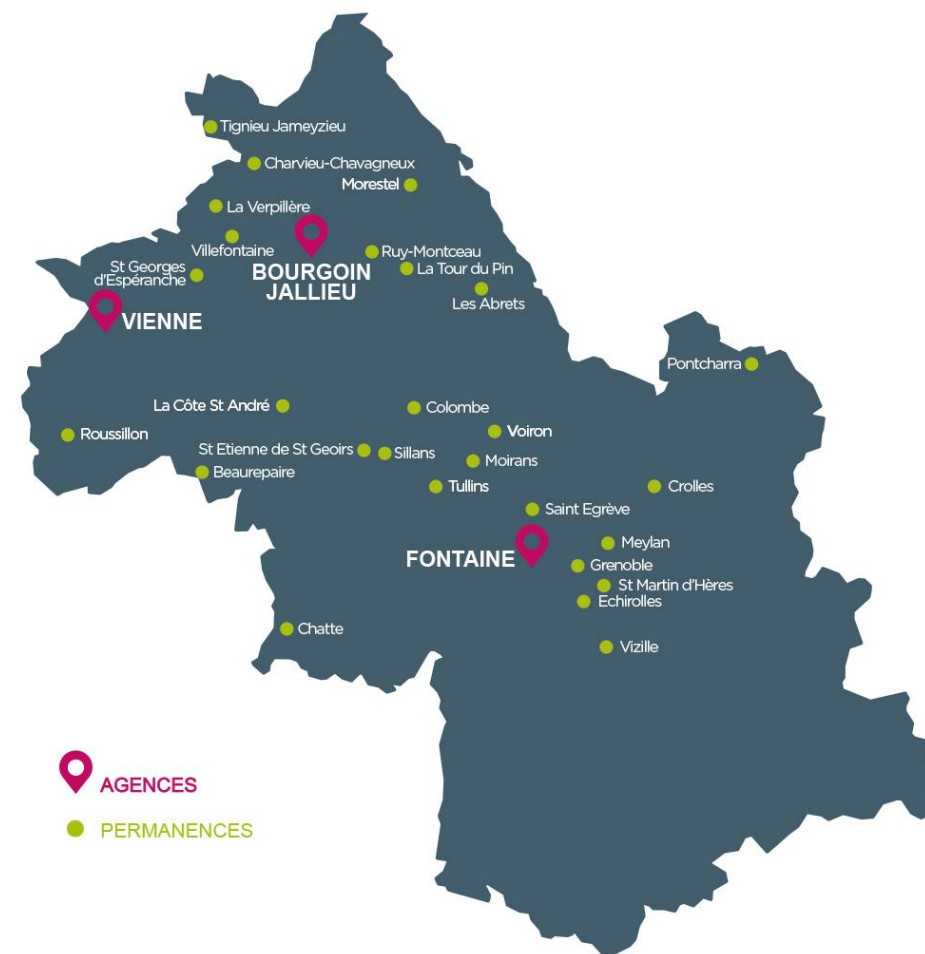 Tignieu Jameyzieu
Charvieu-Chavagneux
Morestel
La Verpillère
Villefontaine
BOURGOIN
JALLIEU
Ruy-Montceau
La Tour du Pin
St Georges
d'Espéranche
Les Abrets
VIENNE
Pontcharra
La Côte St André
Colombe
Roussillon
Voiron
St Etienne de St Geoirs
Sillans
Moirans
Beaurepaire
Tullins
Crolles
Saint Egrève
FONTAINE
Meylan
Grenoble
St Martin d'Hères
Echirolles
Chatte
Vizille
AGENCES
PERMANENCES